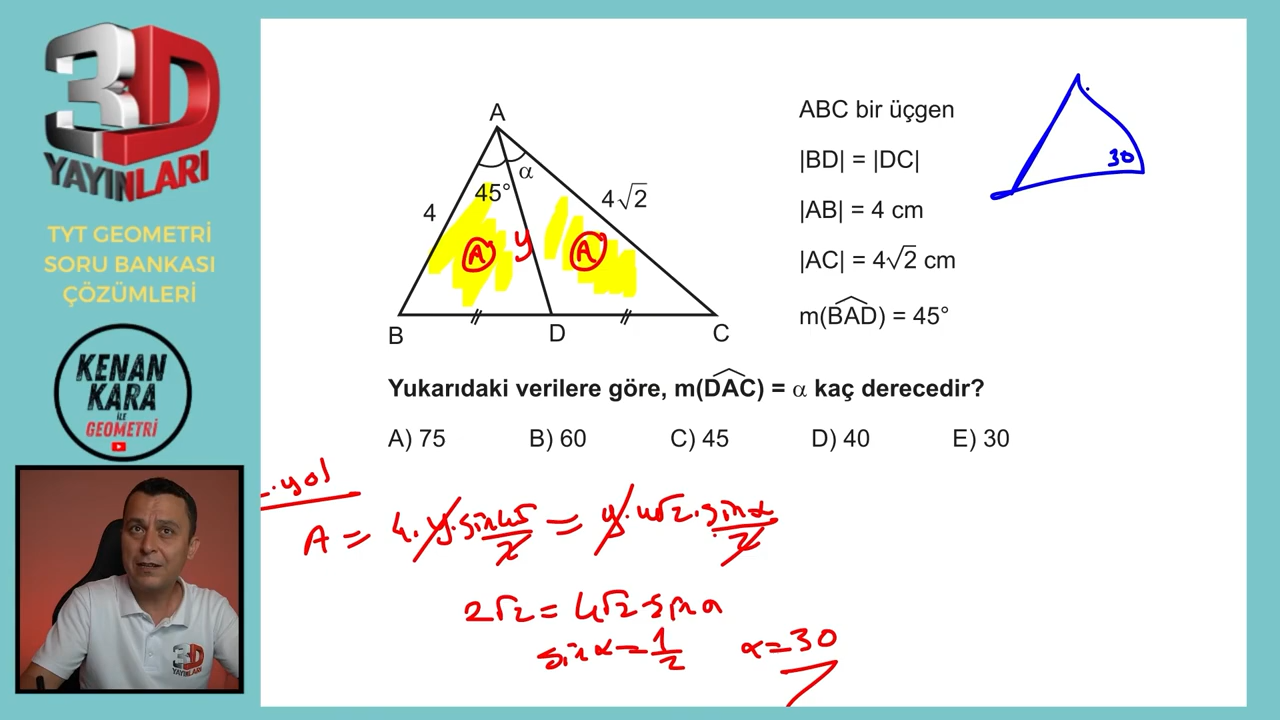 3D
YAYINLARI
TYT GEOMETRİ
SORU BANKASI
ÇÖZÜMLERİ
KENAN
KARA
İLE
GEOMETRİ
3D
YAYINLARI
A
45°
α
4
4√2
A
y
A
B
D
C
ABC bir üçgen
|BD| = |DC|
|AB| = 4 cm
|AC| = 4√2 cm
m(BAD) = 45°
30
Yukarıdaki verilere göre, m(DAC) = α kaç derecedir?
A) 75 B) 60 C) 45 D) 40 E) 30
.yol
A = 4.y.sin45/2 = y.4√2.sinα/2
2√2 = 4√2 sinα
sinα = 1/2 α=30